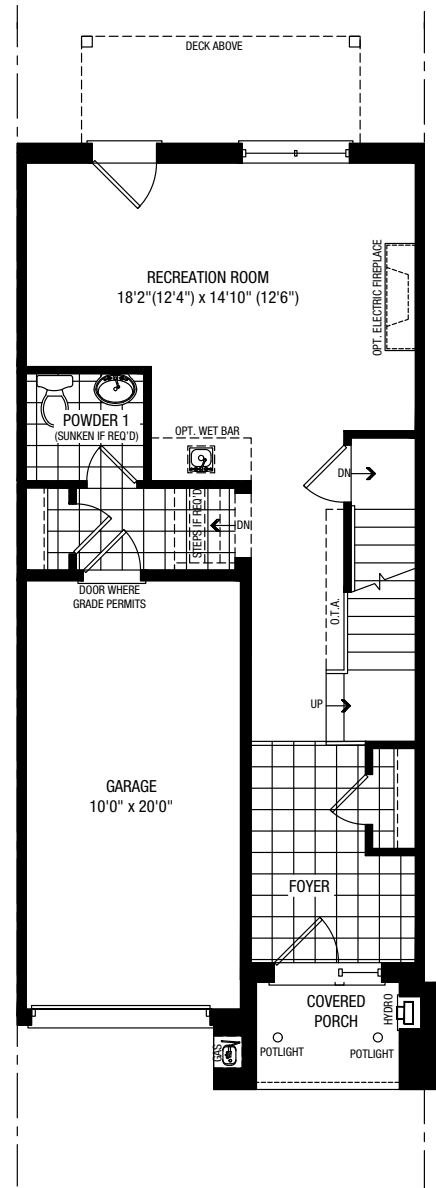 DECK ABOVE
RECREATION ROOM
18'2"(12'4") x 14'10" (12'6")
OPT. ELECTRIC FIREPLACE
POWDER 1
(SUNKEN IF REQ'D)
OPT. WET BAR
DN
STEPS IF REQ'D
DN
DOOR WHERE
GRADE PERMITS
O.T.A.
UP
GARAGE
10'0" x 20'0"
FOYER
COVERED
PORCH
HYDRO
GAS
POTLIGHT
POTLIGHT